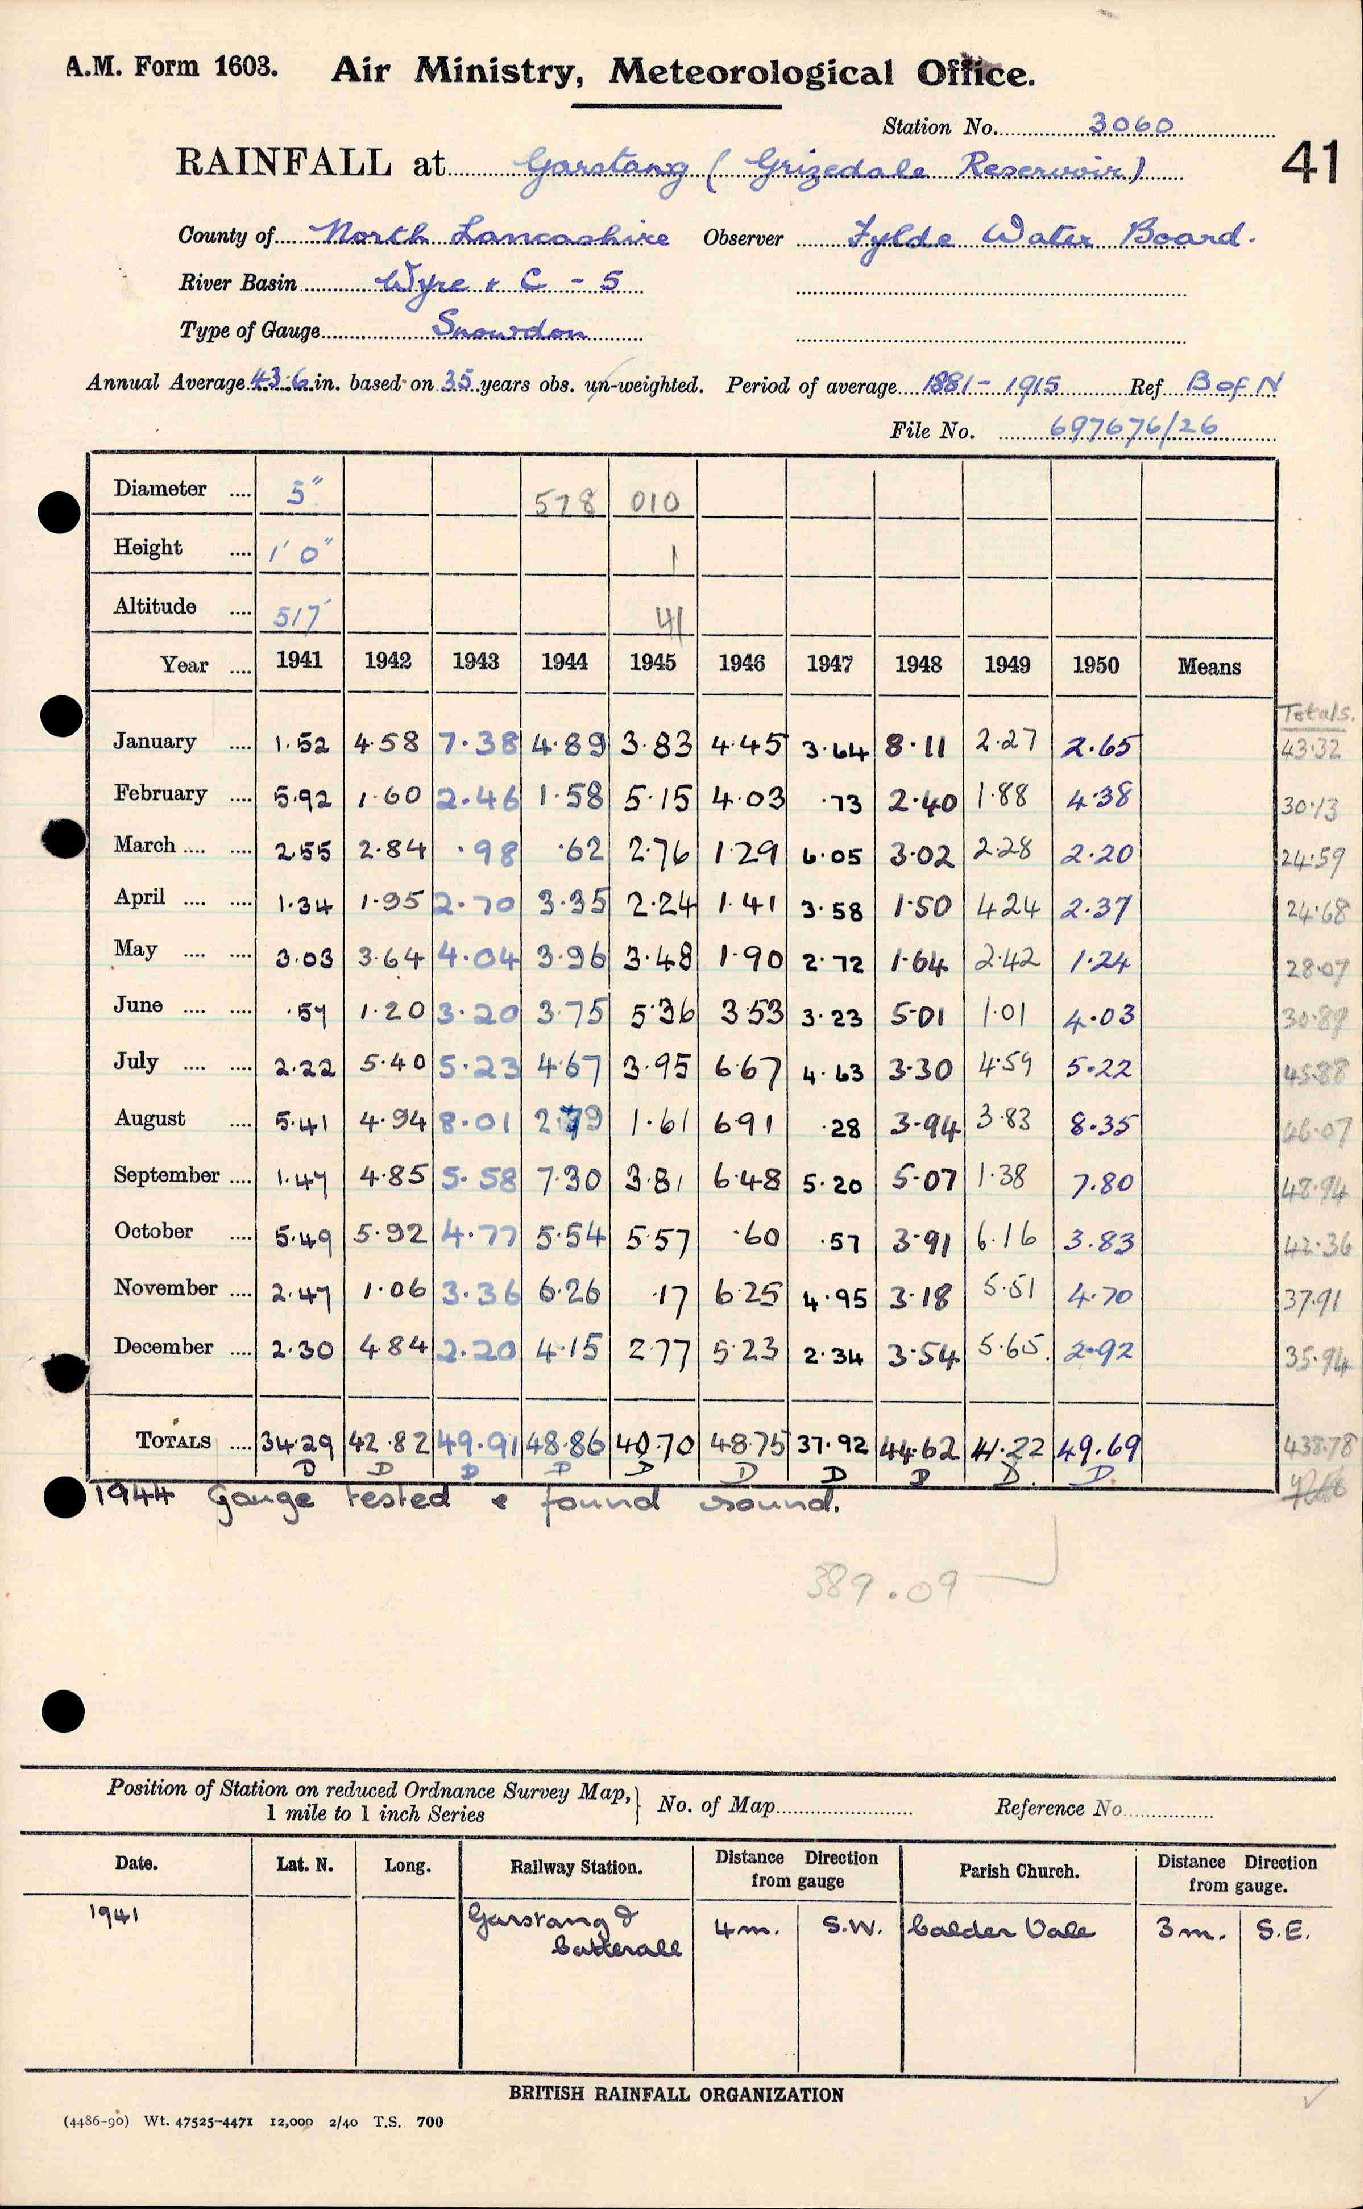 A.M. Form 1603. Air Ministry, Meteorological Office.
Station No. 3060
41
RAINFALL at Garstang (Grizedale Reservoir)
County of North Lancashire Observer Fylde Water Board.
River Basin Wyre & C - 5
Type of Gauge Snowdon
Annual Average 43.6 in. based on 35 years obs. un-weighted. Period of average 1881-1915 Ref B of N
File No. 697676/26
Diameter .... 5" 578 010
Height .... 1' 0" 1
Altitude .... 517' 41
Year .... 1941 1942 1943 1944 1945 1946 1947 1948 1949 1950 Means
Totals.
January .... 1.52 4.58 7.38 4.89 3.83 4.45 3.64 8.11 2.27 2.65 43.32
February .... 5.92 1.60 2.46 1.58 5.15 4.03 .73 2.40 1.88 4.38 30.13
March .... .... 2.55 2.84 .98 .62 2.76 1.29 6.05 3.02 2.28 2.20 24.59
April .... .... 1.34 1.95 2.70 3.35 2.24 1.41 3.58 1.50 4.24 2.37 24.68
May .... .... 3.03 3.64 4.04 3.96 3.48 1.90 2.72 1.64 2.42 1.24 28.07
June .... .... .57 1.20 3.20 3.75 5.36 3.53 3.23 5.01 1.01 4.03 30.89
July .... .... 2.22 5.40 5.23 4.67 3.95 6.67 4.63 3.30 4.59 5.22 45.88
August .... 5.41 4.94 8.01 2.79 1.61 6.91 .28 3.94 3.83 8.35 46.07
September .... 1.47 4.85 5.58 7.30 3.81 6.48 5.20 5.07 1.38 7.80 48.94
October .... 5.49 5.92 4.77 5.54 5.57 .60 .57 3.91 6.16 3.83 42.36
November .... 2.47 1.06 3.36 6.26 .17 6.25 4.95 3.18 5.51 4.70 37.91
December .... 2.30 4.84 2.20 4.15 2.77 5.23 2.34 3.54 5.65 2.92 35.94
TOTALS .... 34.29 42.82 49.91 48.86 40.70 48.75 37.92 44.62 41.22 49.69 438.78
D D D D D D D D D. D.
1944 Gauge tested & found sound.
389.09
Position of Station on reduced Ordnance Survey Map, 1 mile to 1 inch Series } No. of Map Reference No
Date. Lat. N. Long. Railway Station. Distance Direction from gauge Parish Church. Distance Direction from gauge.
1941 Garstang & Catterall 4m. S.W. Calder Vale 3m. S.E.
BRITISH RAINFALL ORGANIZATION
(4486-90) Wt. 47525-4471 12,000 2/40 T.S. 700